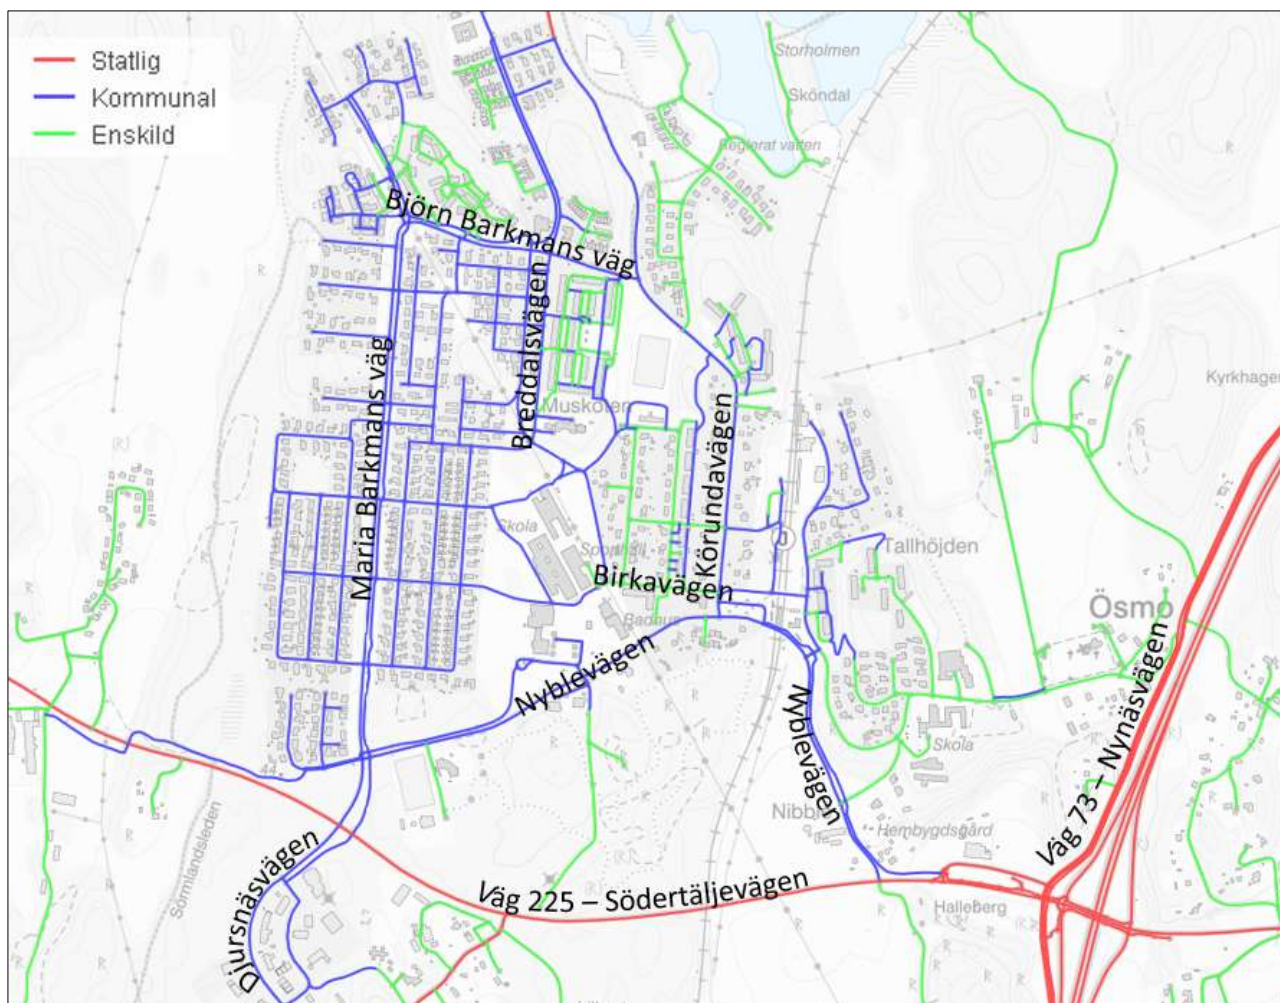 Statlig
Kommunal
Enskild
Storholmen
Sköndal
Reglerat vatten
Björn Barkmans väg
Breddalsvägen
Maria Barkmans väg
Muskoten
Körundavägen
Kyrkhagen
Skola
Sporthall
Birkavägen
Radhus
Tallhöjden
Ösmo
Nyblevägen
Nyblevägen
Skola
Nibble
Hembygdsgård
Väg 73 – Nynäsvägen
Sörmlandsleden
Djursnäsvägen
Väg 225 – Södertäljevägen
Halleberg